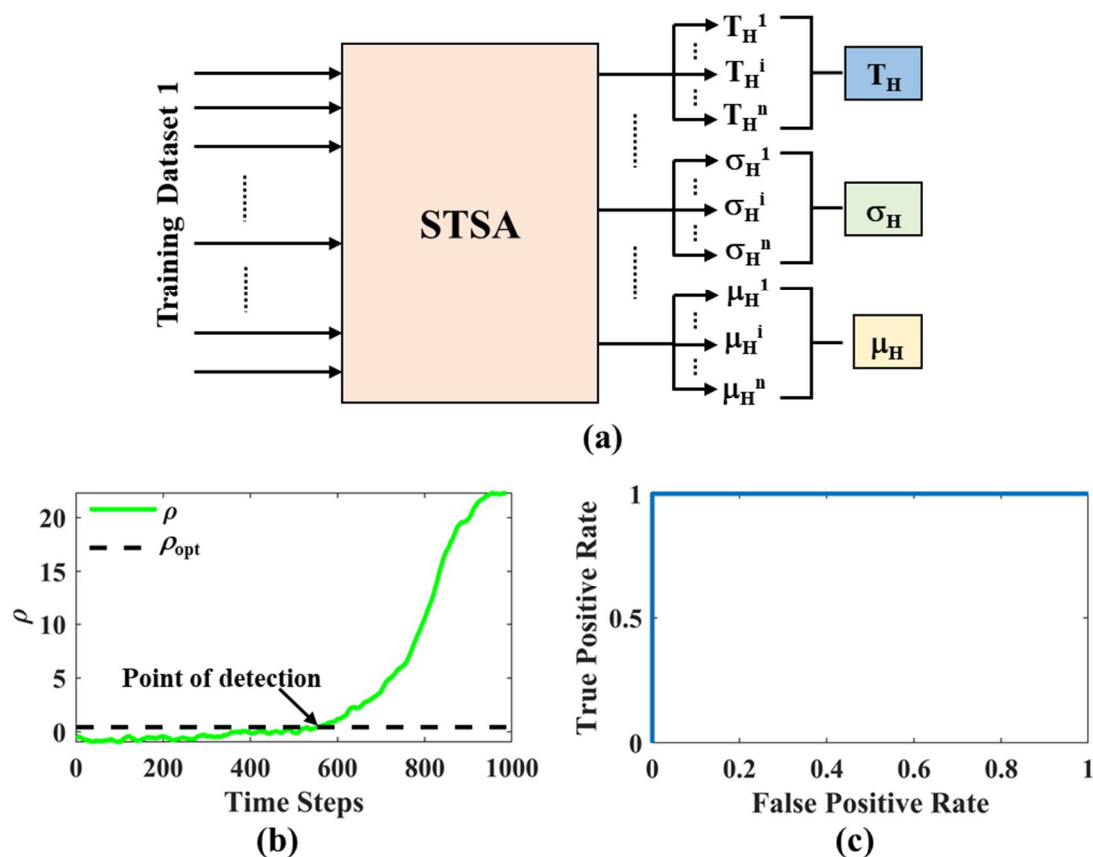 Training Dataset 1
STSA
T_H^1
T_H^i
T_H^n
T_H
σ_H^1
σ_H^i
σ_H^n
σ_H
μ_H^1
μ_H^i
μ_H^n
μ_H
(a)
20
15
10
5
0
ρ
ρ
ρ_opt
Point of detection
0 200 400 600 800 1000
Time Steps
(b)
1
0.5
0
True Positive Rate
0 0.2 0.4 0.6 0.8 1
False Positive Rate
(c)